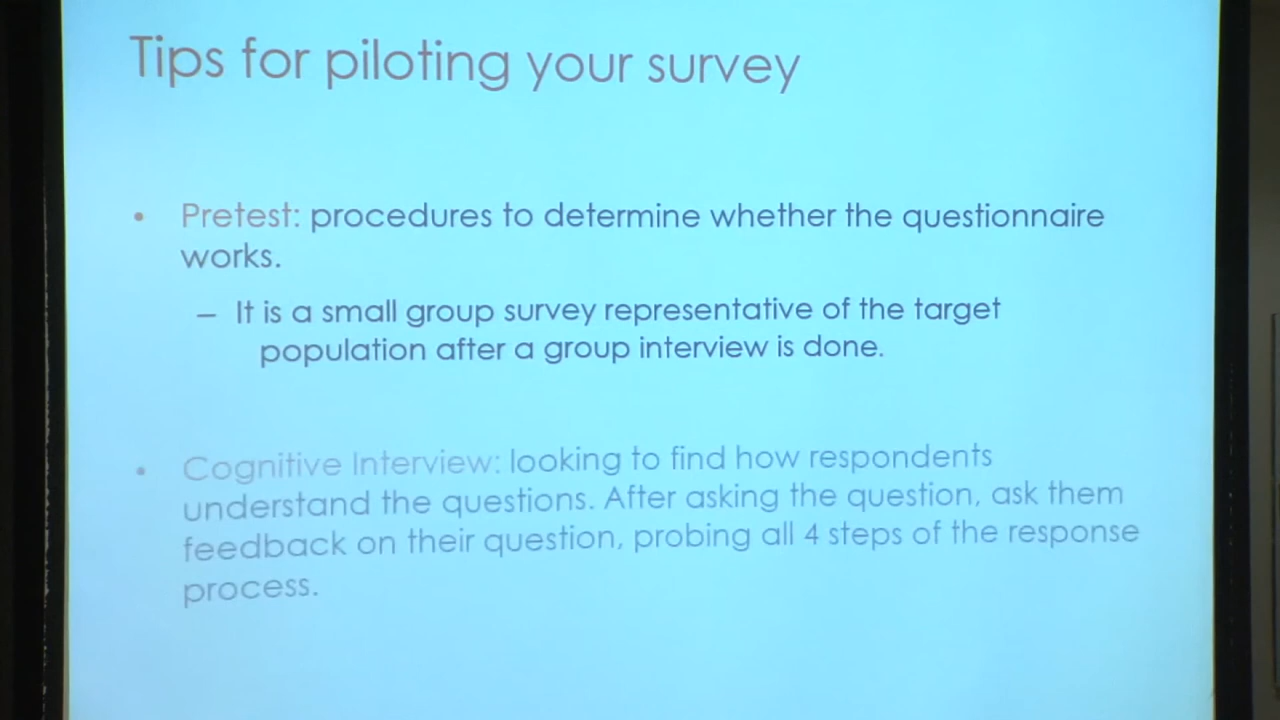 Tips for piloting your survey
• Pretest: procedures to determine whether the questionnaire
works.
– It is a small group survey representative of the target
population after a group interview is done.
• Cognitive Interview: looking to find how respondents
understand the questions. After asking the question, ask them
feedback on their question, probing all 4 steps of the response
process.